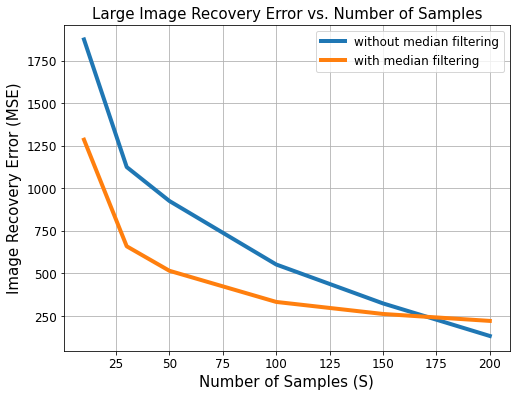 Large Image Recovery Error vs. Number of Samples
without median filtering
with median filtering
Image Recovery Error (MSE)
1750
1500
1250
1000
750
500
250
25 50 75 100 125 150 175 200
Number of Samples (S)